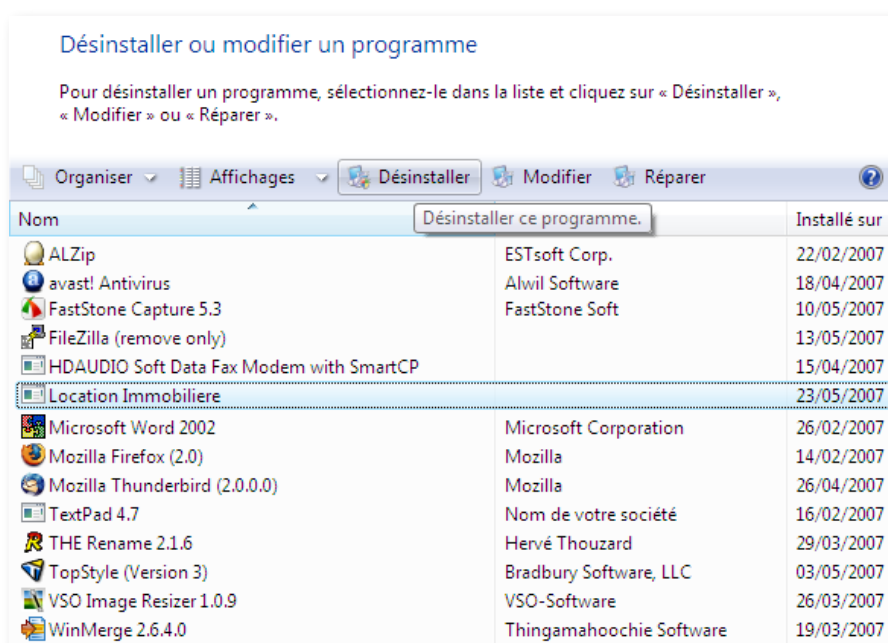 Désinstaller ou modifier un programme
Pour désinstaller un programme, sélectionnez-le dans la liste et cliquez sur « Désinstaller »,
« Modifier » ou « Réparer ».
Organiser Affichages Désinstaller Modifier Réparer ?
Nom Désinstaller ce programme. Installé sur
ALZip ESTsoft Corp. 22/02/2007
avast! Antivirus Alwil Software 18/04/2007
FastStone Capture 5.3 FastStone Soft 10/05/2007
FileZilla (remove only) 13/05/2007
HDAUDIO Soft Data Fax Modem with SmartCP 15/04/2007
Location Immobiliere 23/05/2007
Microsoft Word 2002 Microsoft Corporation 26/02/2007
Mozilla Firefox (2.0) Mozilla 14/02/2007
Mozilla Thunderbird (2.0.0.0) Mozilla 26/04/2007
TextPad 4.7 Nom de votre société 16/02/2007
THE Rename 2.1.6 Hervé Thouzard 29/03/2007
TopStyle (Version 3) Bradbury Software, LLC 03/05/2007
VSO Image Resizer 1.0.9 VSO-Software 26/03/2007
WinMerge 2.6.4.0 Thingamahoochie Software 19/03/2007